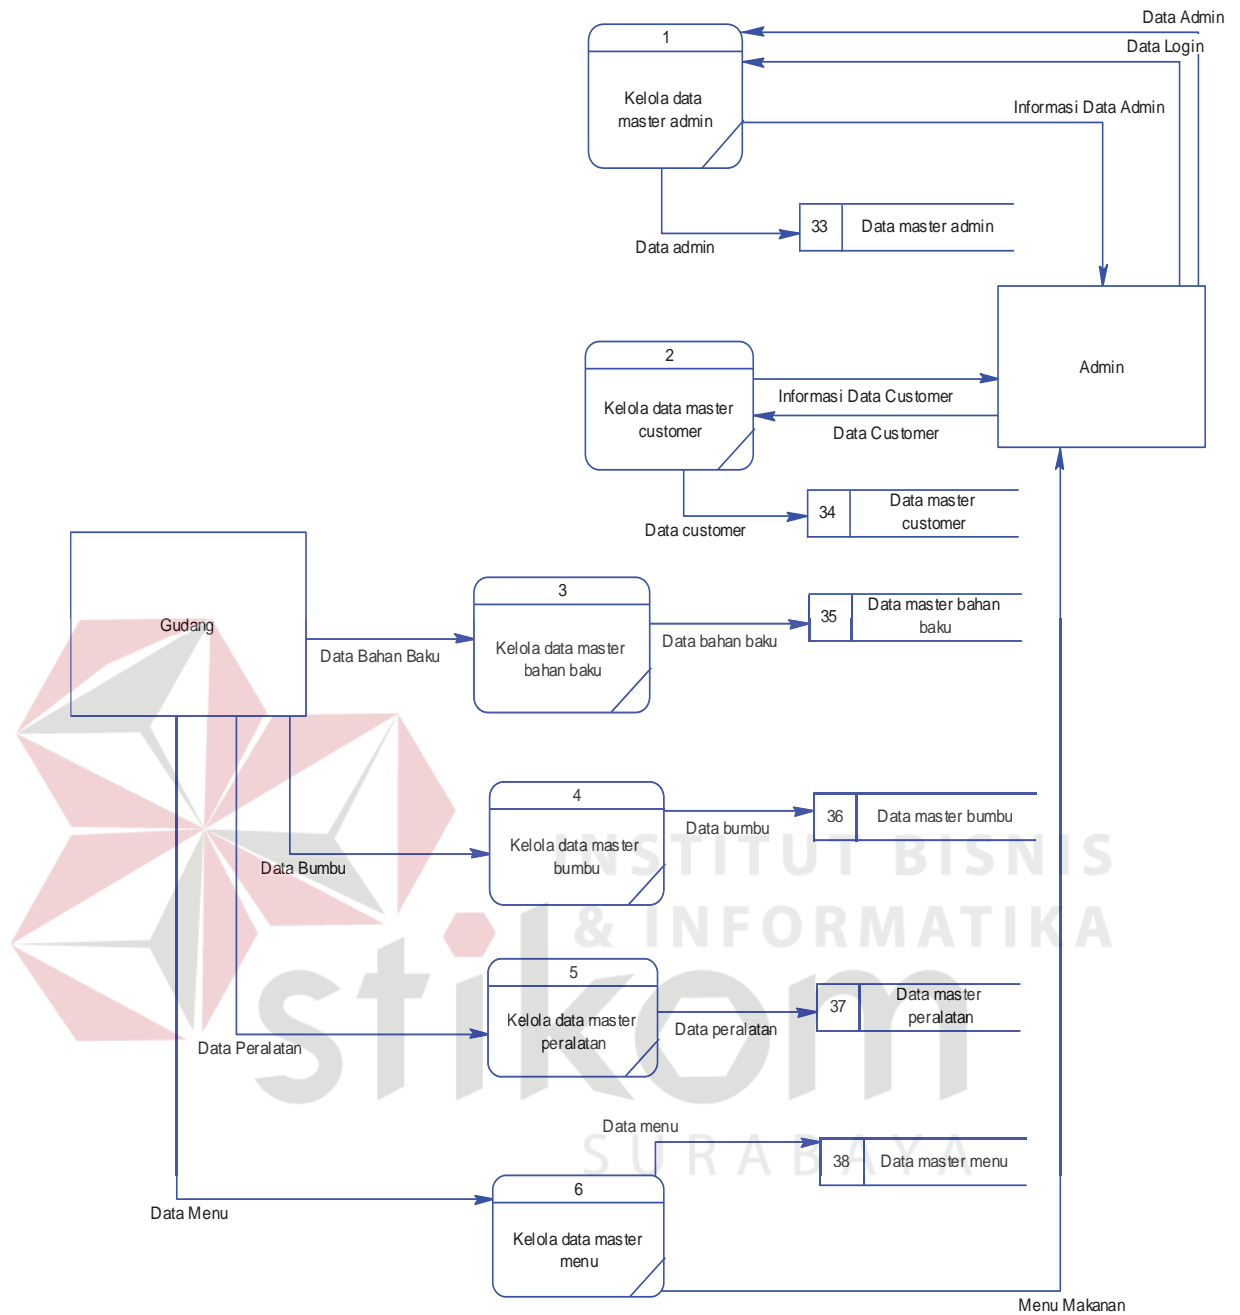 Data Admin
Data Login
1
Kelola data
master admin
Informasi Data Admin
33
Data master admin
Data admin
2
Kelola data master
customer
Informasi Data Customer
Data Customer
Admin
34
Data master
customer
Data customer
Gudang
3
Kelola data master
bahan baku
Data Bahan Baku
Data bahan baku
35
Data master bahan
baku
4
Kelola data master
bumbu
Data Bumbu
Data bumbu
36
Data master bumbu
INSTITUT BISNIS
& INFORMATIKA
stikom
SURABAYA
5
Kelola data master
peralatan
Data Peralatan
Data peralatan
37
Data master
peralatan
Data menu
38
Data master menu
6
Kelola data master
menu
Data Menu
Menu Makanan